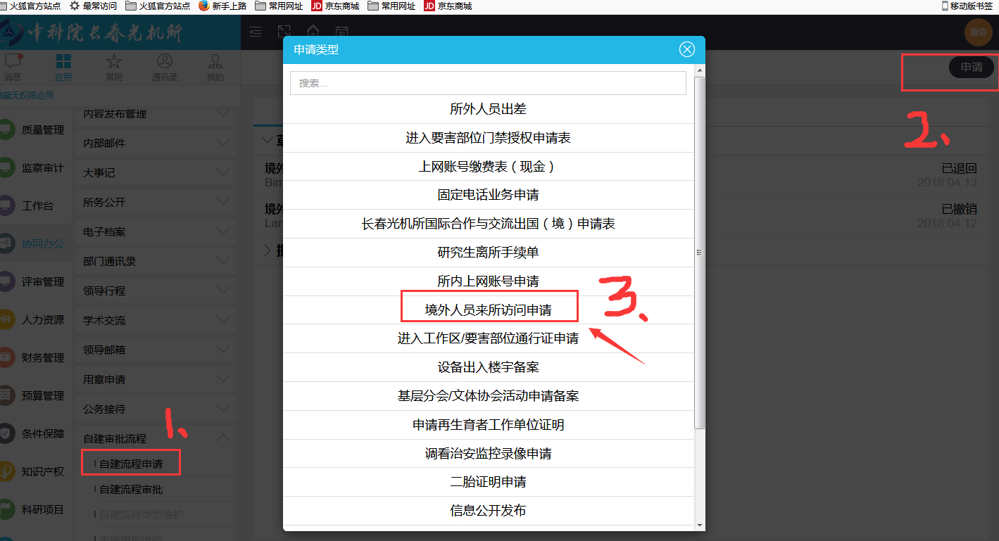 火狐官方站点 最常访问 火狐官方站点 新手上路 常用网址 JD 京东商城 常用网址 JD 京东商城 移动版书签
中科院长春光机所
唐奇
消息 应用 常用 通讯录 我的
藏无权限应用
质量管理
监察审计
工作台
协同办公
评审管理
HR 人力资源
财务管理
预算管理
条件保障
知识产权
科研项目
内容发布管理
内部邮件
大事记
所务公开
电子档案
部门通讯录
领导行程
学术交流
领导邮箱
用章申请
公务接待
自建审批流程
1、
自建流程申请
自建流程审批
自建流程类型维护
表单模板维护
申请类型
搜索...
所外人员出差
进入要害部位门禁授权申请表
上网账号缴费表（现金）
固定电话业务申请
长春光机所国际合作与交流出国（境）申请表
研究生离所手续单
所内上网账号申请
境外人员来所访问申请
进入工作区/要害部位通行证申请
设备出入楼宇备案
基层分会/文体协会活动申请备案
申请再生育者工作单位证明
调看治安监控录像申请
二胎证明申请
信息公开发布
3、
申请
2、
境外
已退回
2018.04.13
境外
已撤销
Lar
2018.04.12